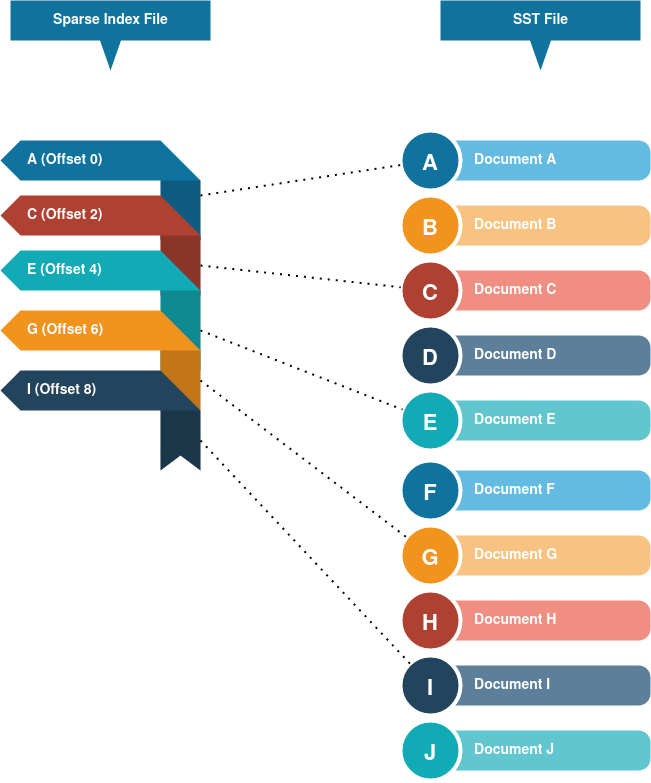 Sparse Index File
SST File
A (Offset 0)
C (Offset 2)
E (Offset 4)
G (Offset 6)
I (Offset 8)
A Document A
B Document B
C Document C
D Document D
E Document E
F Document F
G Document G
H Document H
I Document I
J Document J